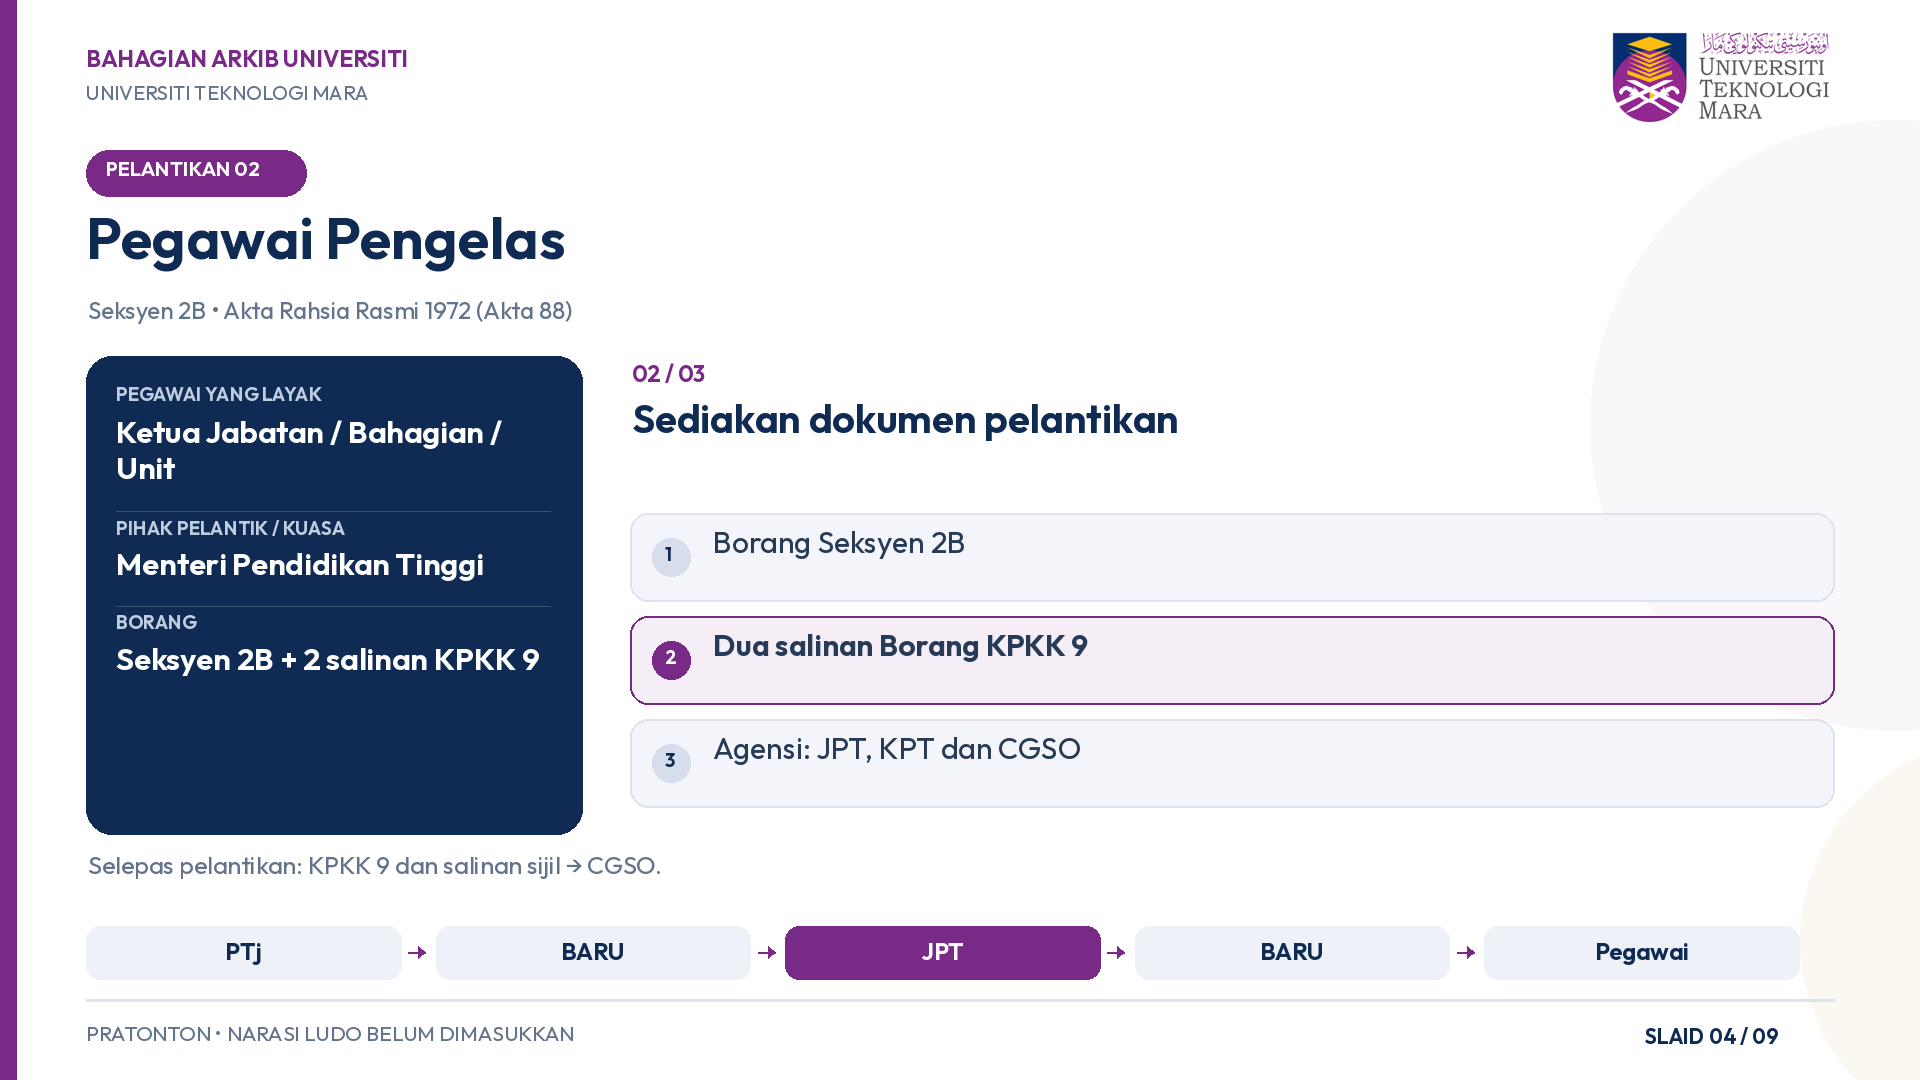 BAHAGIAN ARKIB UNIVERSITI
UNIVERSITI TEKNOLOGI MARA
اونيۏرسيتي تيكنولوݢي مارا
UNIVERSITI
TEKNOLOGI
MARA
PELANTIKAN 02
Pegawai Pengelas
Seksyen 2B • Akta Rahsia Rasmi 1972 (Akta 88)
PEGAWAI YANG LAYAK
Ketua Jabatan / Bahagian /
Unit
PIHAK PELANTIK / KUASA
Menteri Pendidikan Tinggi
BORANG
Seksyen 2B + 2 salinan KPKK 9
02 / 03
Sediakan dokumen pelantikan
1 Borang Seksyen 2B
2 Dua salinan Borang KPKK 9
3 Agensi: JPT, KPT dan CGSO
Selepas pelantikan: KPKK 9 dan salinan sijil → CGSO.
PTj → BARU → JPT → BARU → Pegawai
PRATONTON • NARASI LUDO BELUM DIMASUKKAN
SLAID 04 / 09